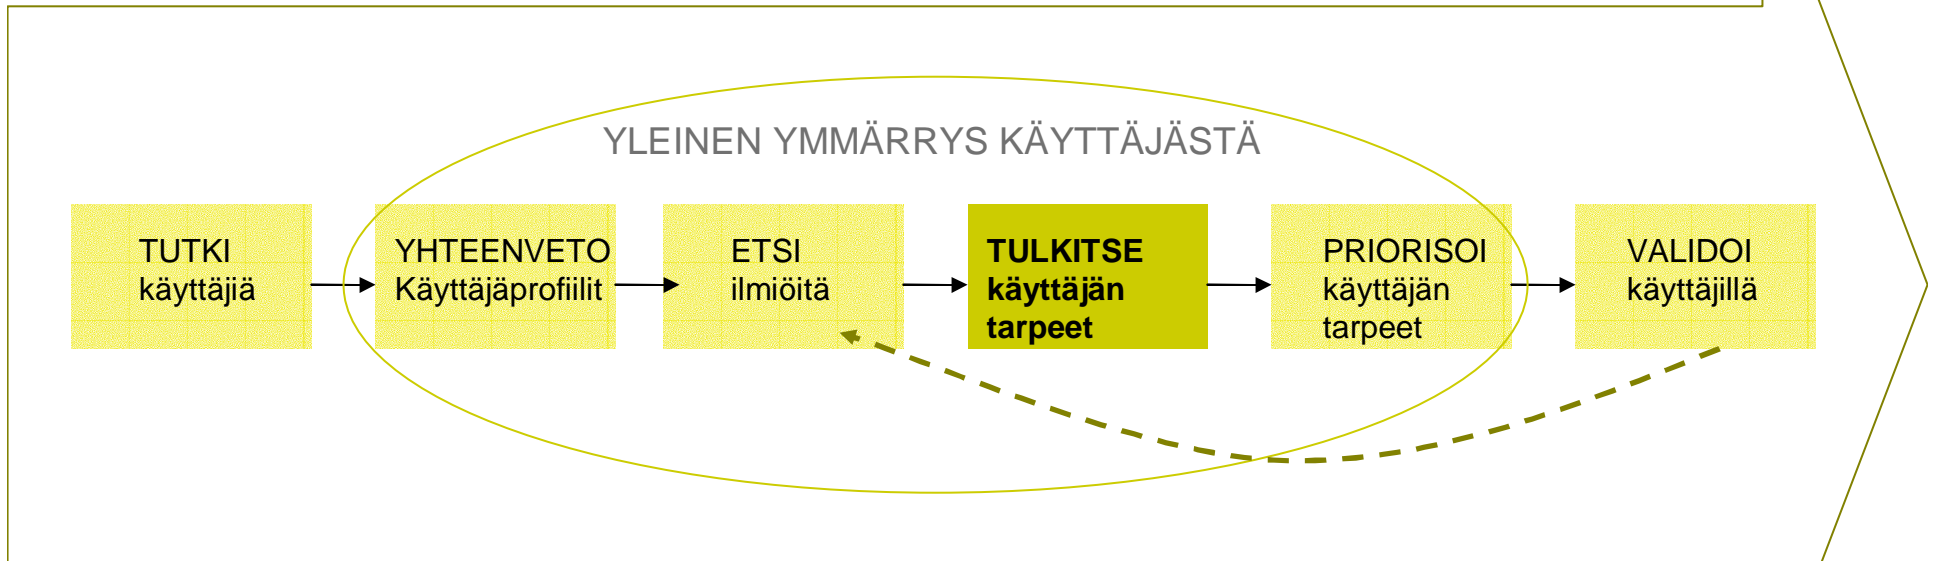 YLEINEN YMMÄRRYS KÄYTTÄJÄSTÄ
TUTKI
käyttäjiä
YHTEENVETO
Käyttäjäprofiilit
ETSI
ilmiöitä
TULKITSE
käyttäjän
tarpeet
PRIORISOI
käyttäjän
tarpeet
VALIDOI
käyttäjillä